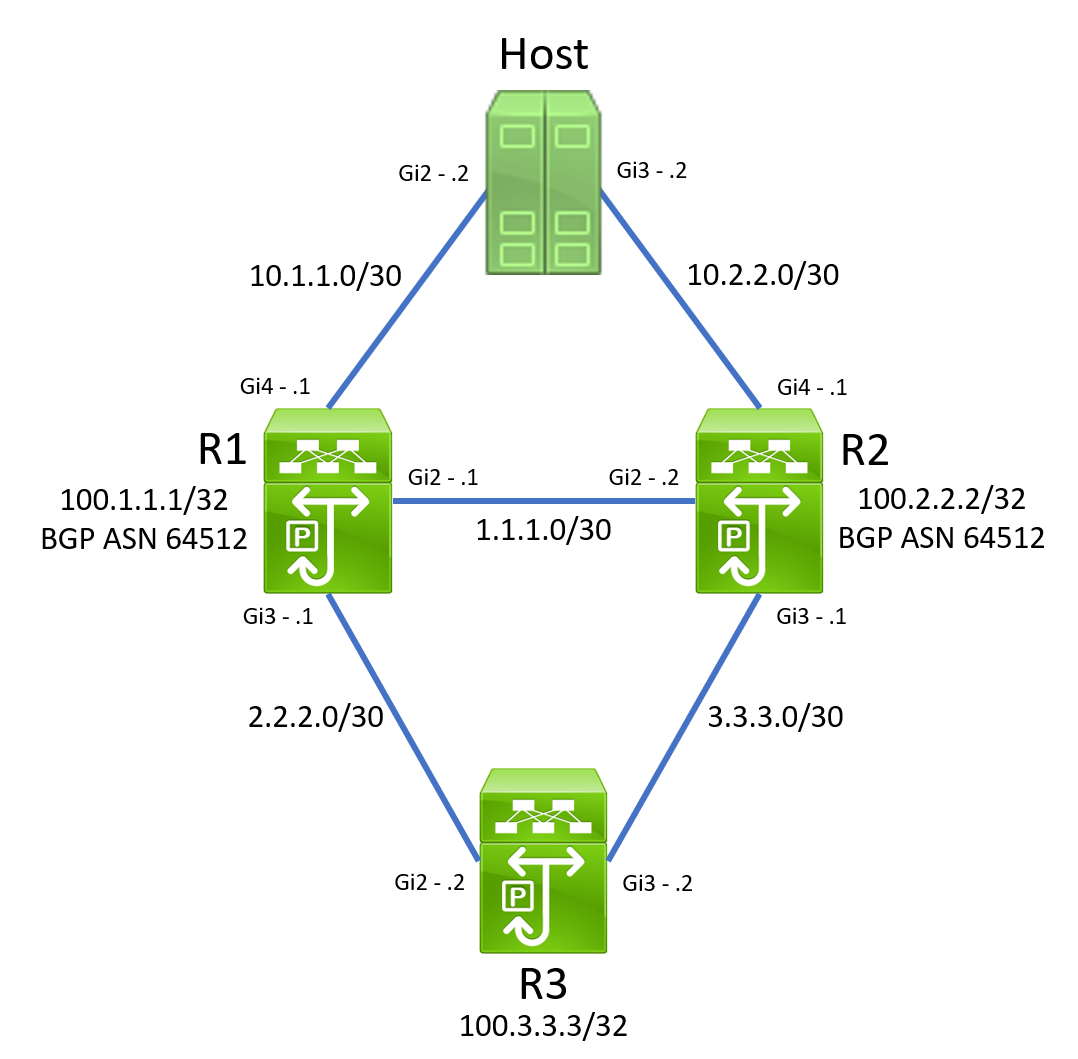 Host
Gi2 - .2
Gi3 - .2
10.1.1.0/30
10.2.2.0/30
Gi4 - .1
Gi4 - .1
R1
100.1.1.1/32
BGP ASN 64512
Gi2 - .1
Gi2 - .2
1.1.1.0/30
R2
100.2.2.2/32
BGP ASN 64512
P
P
Gi3 - .1
Gi3 - .1
2.2.2.0/30
3.3.3.0/30
Gi2 - .2
P
Gi3 - .2
R3
100.3.3.3/32